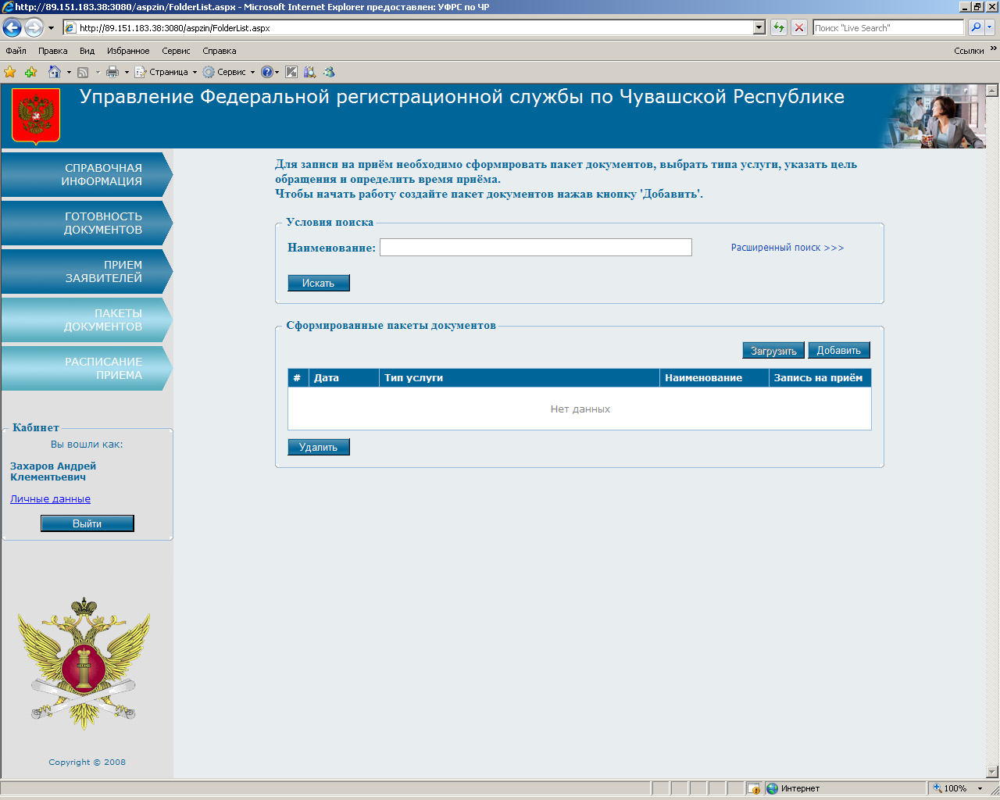 http://89.151.183.38:3080/aspzin/FolderList.aspx - Microsoft Internet Explorer предоставлен: УФРС по ЧР
http://89.151.183.38:3080/aspzin/FolderList.aspx
Поиск "Live Search"
Файл Правка Вид Избранное Сервис Справка
Ссылки »
Страница Сервис
Управление Федеральной регистрационной службы по Чувашской Республике
СПРАВОЧНАЯ
ИНФОРМАЦИЯ
ГОТОВНОСТЬ
ДОКУМЕНТОВ
ПРИЕМ
ЗАЯВИТЕЛЕЙ
ПАКЕТЫ
ДОКУМЕНТОВ
РАСПИСАНИЕ
ПРИЕМА
Кабинет
Вы вошли как:
Захаров Андрей
Клементьевич
Личные данные
Выйти
Copyright © 2008
Для записи на приём необходимо сформировать пакет документов, выбрать типа услуги, указать цель
обращения и определить время приёма.
Чтобы начать работу создайте пакет документов нажав кнопку 'Добавить'.
Условия поиска
Наименование:
Расширенный поиск >>>
Искать
Сформированные пакеты документов
Загрузить Добавить
# Дата Тип услуги Наименование Запись на приём
Нет данных
Удалить
Интернет
100%